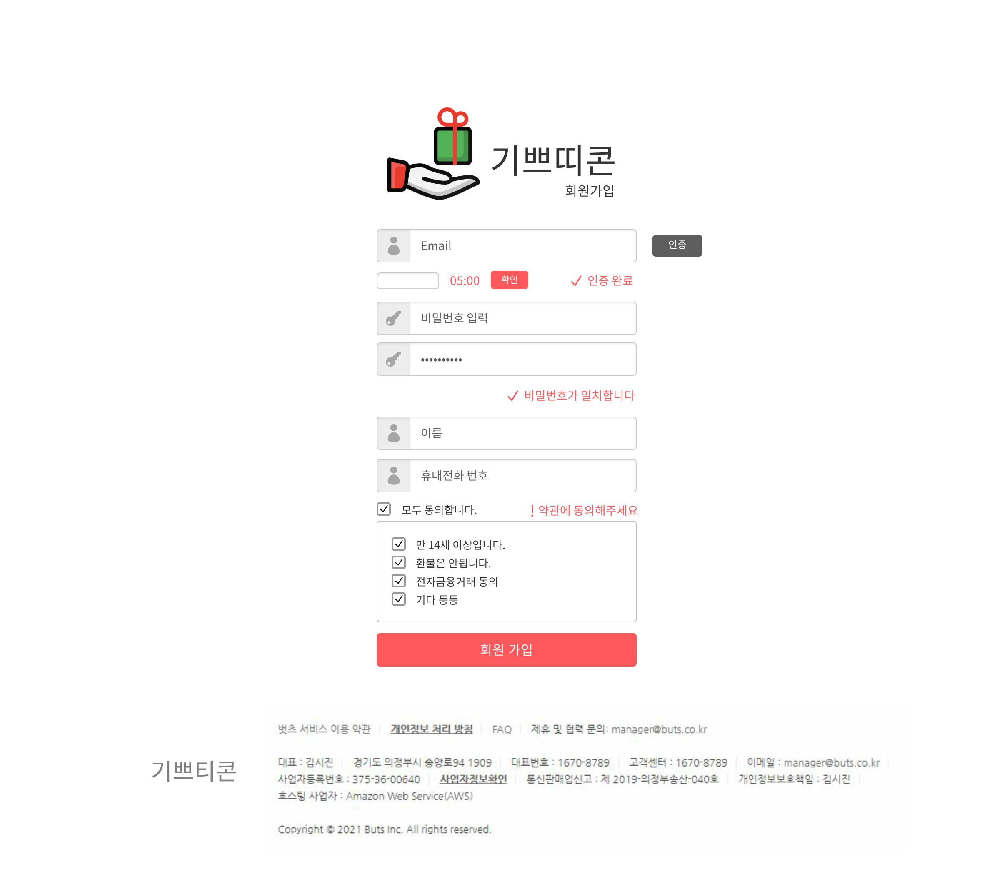 기쁘띠콘
회원가입
Email
인증
05:00 확인 인증 완료
비밀번호 입력
••••••••••
비밀번호가 일치합니다
이름
휴대전화 번호
모두 동의합니다. ! 약관에 동의해주세요
만 14세 이상입니다.
환불은 안됩니다.
전자금융거래 동의
기타 등등
회원 가입
벗츠 서비스 이용 약관 개인정보 처리 방침 FAQ 제휴 및 협력 문의: manager@buts.co.kr
기쁘티콘
대표 : 김시진 경기도 의정부시 송양로94 1909 대표번호 : 1670-8789 고객센터 : 1670-8789 이메일 : manager@buts.co.kr
사업자등록번호 : 375-36-00640 사업자정보확인 통신판매업신고 : 제 2019-의정부송산-040호 개인정보보호책임 : 김시진
호스팅 사업자 : Amazon Web Service(AWS)
Copyright © 2021 Buts Inc. All rights reserved.